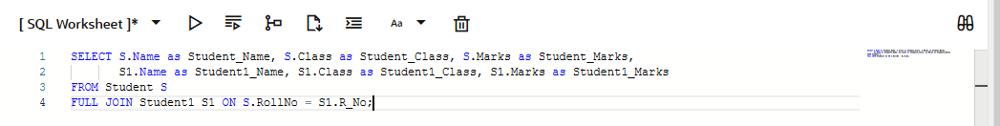 [ SQL Worksheet ]*
Aa
1 SELECT S.Name as Student_Name, S.Class as Student_Class, S.Marks as Student_Marks,
2 S1.Name as Student1_Name, S1.Class as Student1_Class, S1.Marks as Student1_Marks
3 FROM Student S
4 FULL JOIN Student1 S1 ON S.RollNo = S1.R_No;